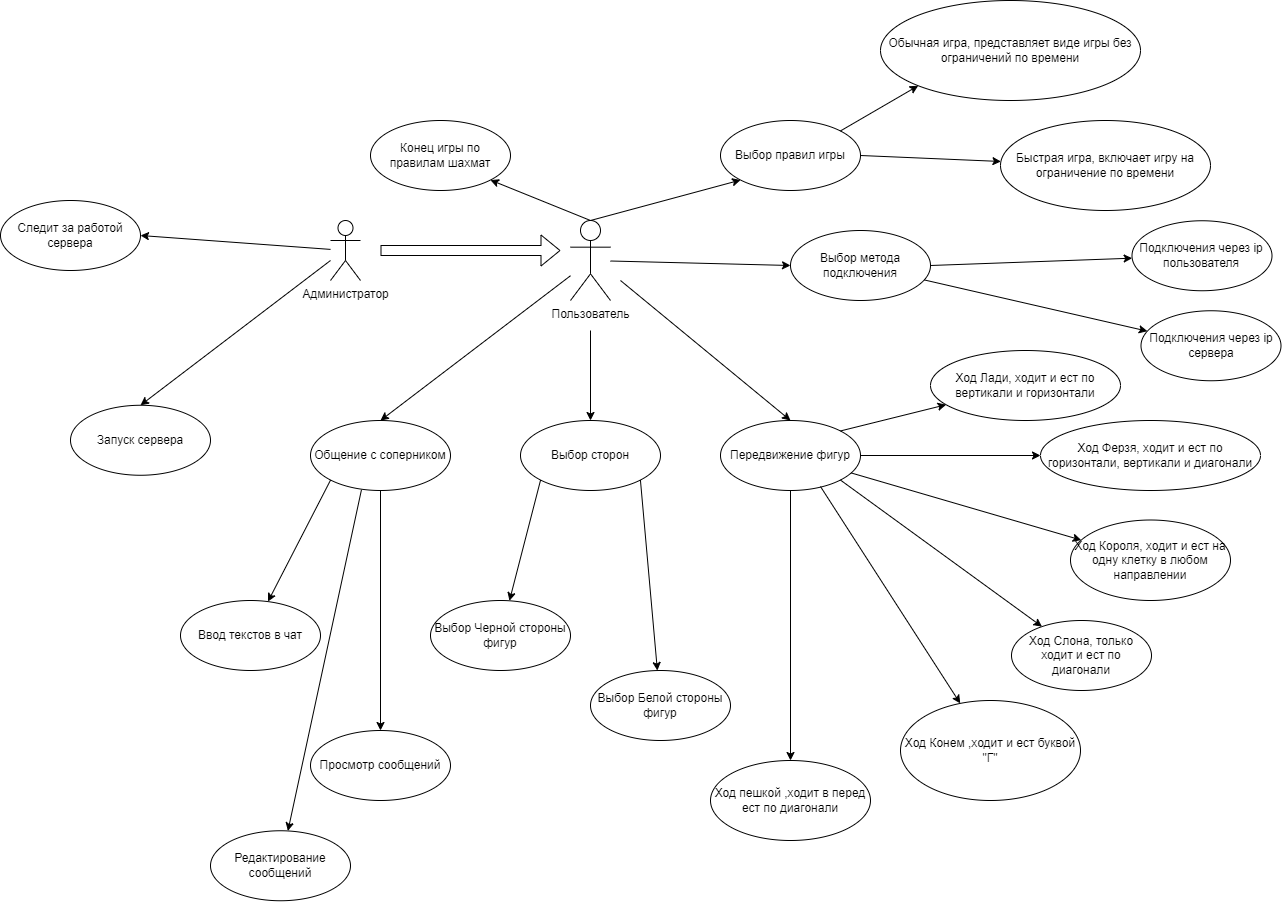 Обычная игра, представляет виде игры без
ограничений по времени
Конец игры по
правилам шахмат
Выбор правил игры
Быстрая игра, включает игру на
ограничение по времени
Следит за работой
сервера
Администратор
Пользователь
Выбор метода
подключения
Подключения через ip
пользователя
Подключения через ip
сервера
Ход Лади, ходит и ест по
вертикали и горизонтали
Запуск сервера
Общение с соперником
Выбор сторон
Передвижение фигур
Ход Ферзя, ходит и ест по
горизонтали, вертикали и диагонали
Ход Короля, ходит и ест на
одну клетку в любом
направлении
Ввод текстов в чат
Выбор Черной стороны
фигур
Ход Слона, только
ходит и ест по
диагонали
Выбор Белой стороны
фигур
Ход Конем ,ходит и ест буквой
"Г"
Просмотр сообщений
Ход пешкой ,ходит в перед
ест по диагонали
Редактирование
сообщений